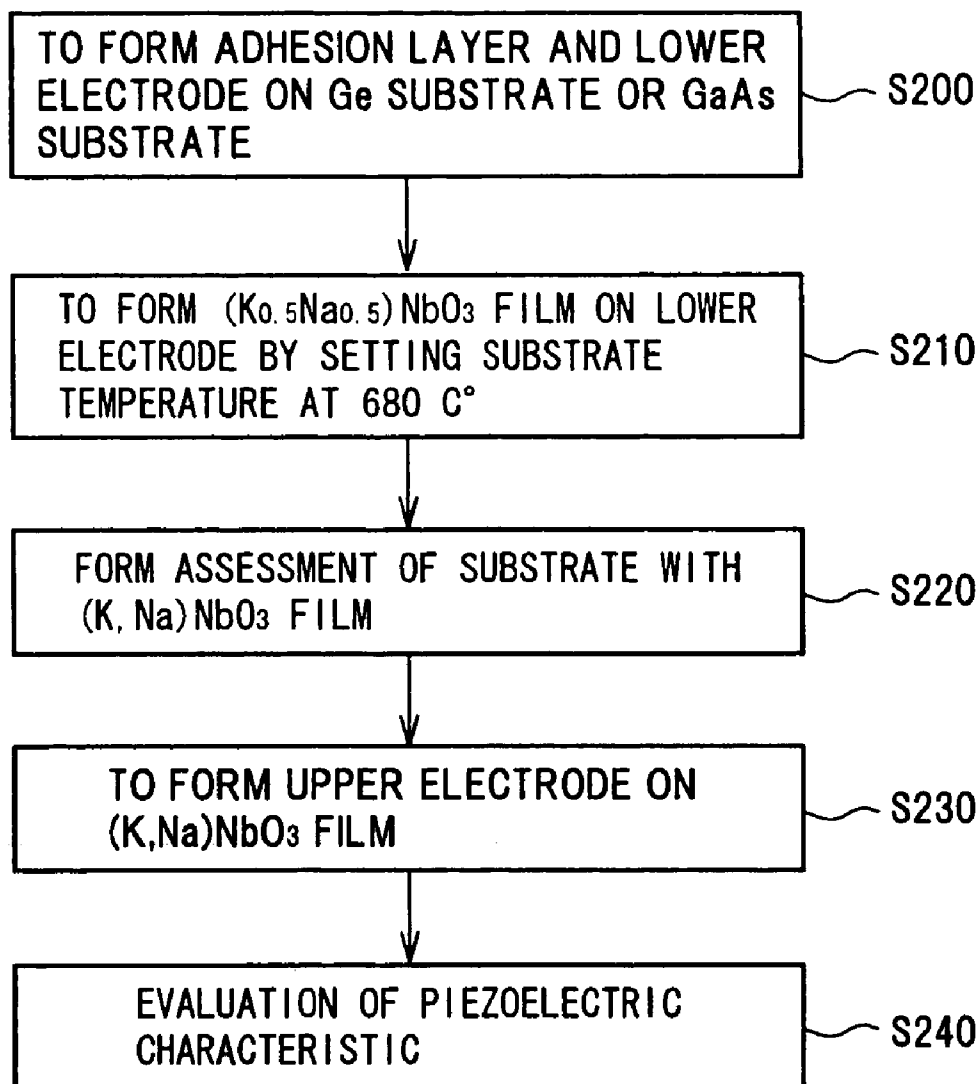 TO FORM ADHESION LAYER AND LOWER
ELECTRODE ON Ge SUBSTRATE OR GaAs
SUBSTRATE
S200
TO FORM (K0.5Na0.5)NbO3 FILM ON LOWER
ELECTRODE BY SETTING SUBSTRATE
TEMPERATURE AT 680 C°
S210
FORM ASSESSMENT OF SUBSTRATE WITH
(K, Na)NbO3 FILM
S220
TO FORM UPPER ELECTRODE ON
(K,Na)NbO3 FILM
S230
EVALUATION OF PIEZOELECTRIC
CHARACTERISTIC
S240